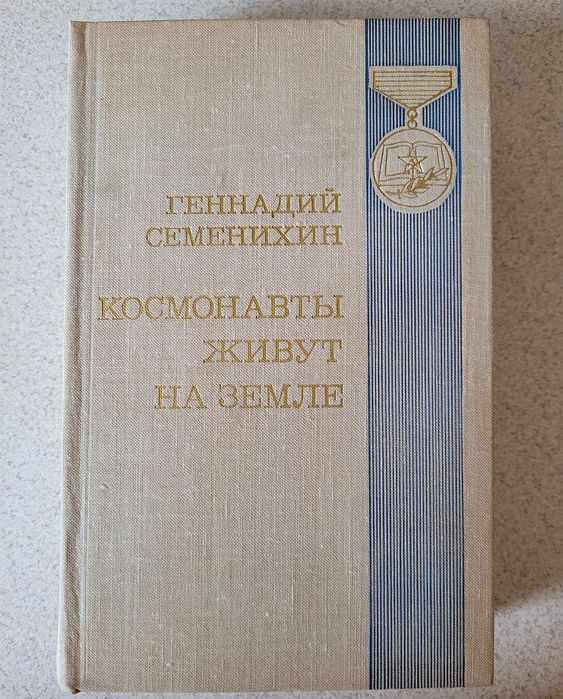 ГЕННАДИЙ
СЕМЕНИХИН
КОСМОНАВТЫ
ЖИВУТ
НА ЗЕМЛЕ